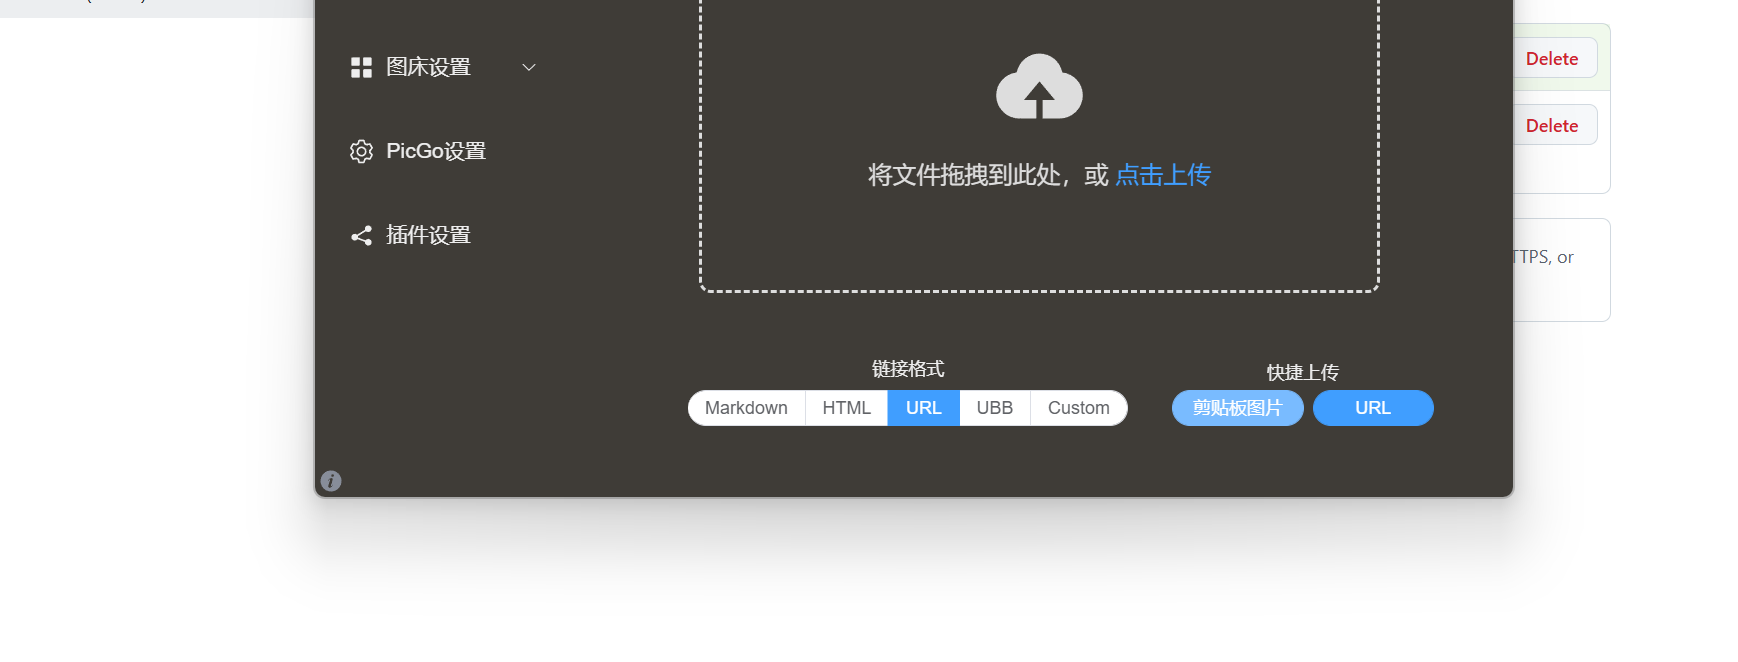 图床设置
PicGo设置
插件设置
将文件拖拽到此处，或 点击上传
链接格式
Markdown HTML URL UBB Custom
快捷上传
剪贴板图片 URL
i
Delete
Delete
TTPS, or